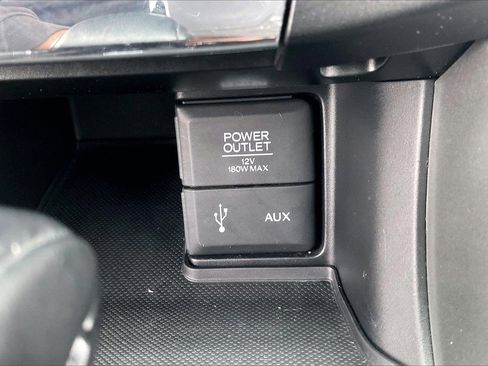 POWER
OUTLET
12V
180W MAX
AUX